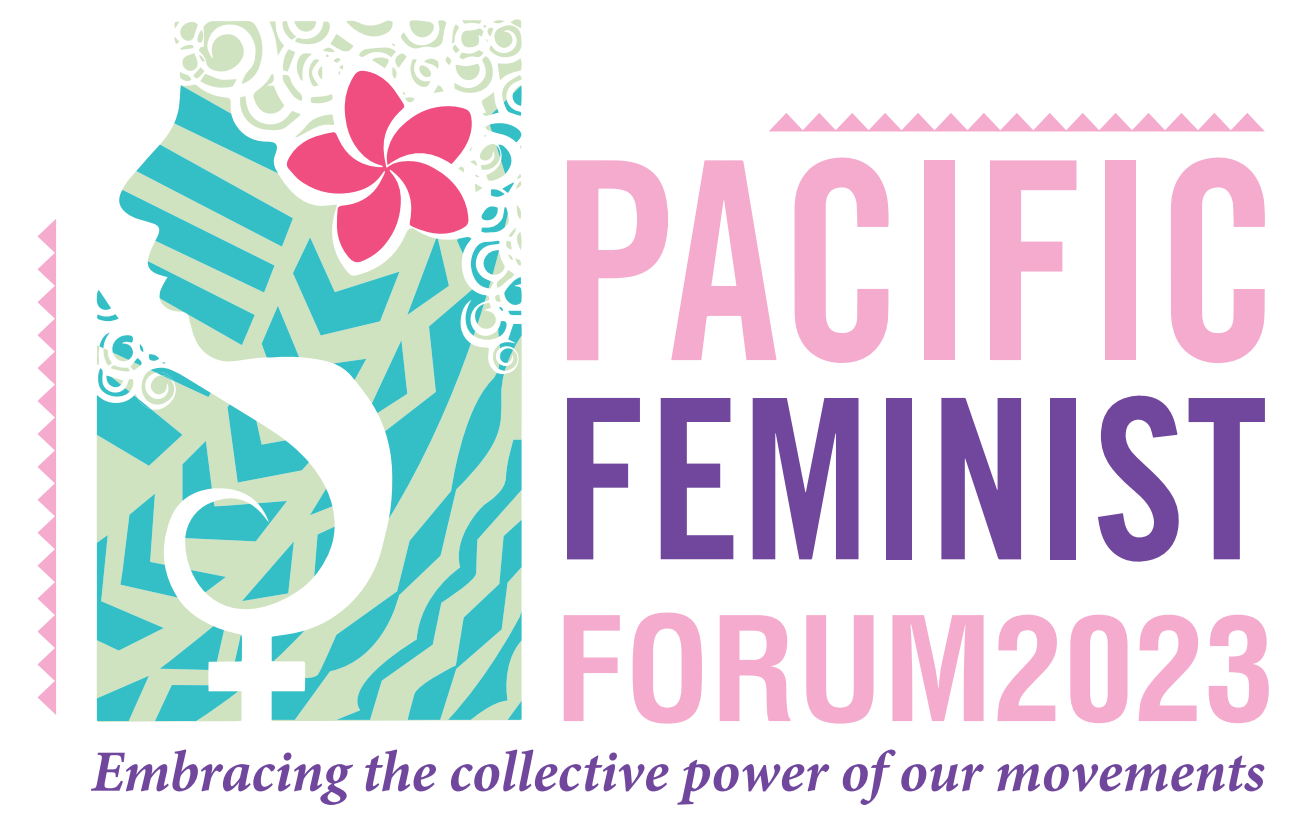 PACIFIC
FEMINIST
FORUM2023
Embracing the collective power of our movements